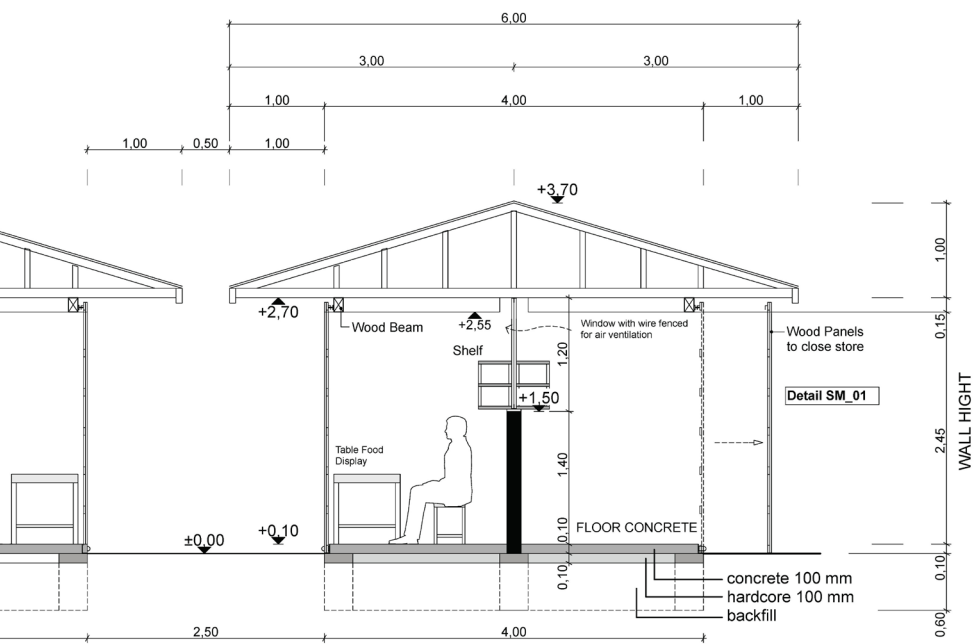 6,00
3,00
3,00
1,00
4,00
1,00
1,00
0,50
1,00
+3,70
1,00
+2,70
Wood Beam
+2,55
Window with wire fenced
for air ventilation
Shelf
1,20
0,15
Wood Panels
to close store
+1,50
Detail SM_01
Table Food
Display
1,40
2,45
WALL HIGHT
±0,00
+0,10
0,10
FLOOR CONCRETE
0,10
0,10
concrete 100 mm
hardcore 100 mm
backfill
0,60
2,50
4,00